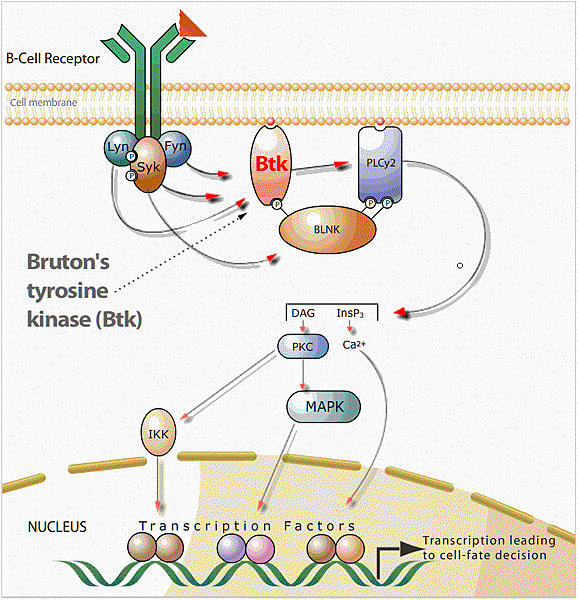 B-Cell Receptor
Cell membrane
Lyn
Fyn
P
Syk
P
Btk
PLCy2
P
P
P
BLNK
Bruton's
tyrosine
kinase (Btk)
DAG
InsP3
PKC
Ca2+
MAPK
IKK
NUCLEUS
Transcription Factors
Transcription leading
to cell-fate decision